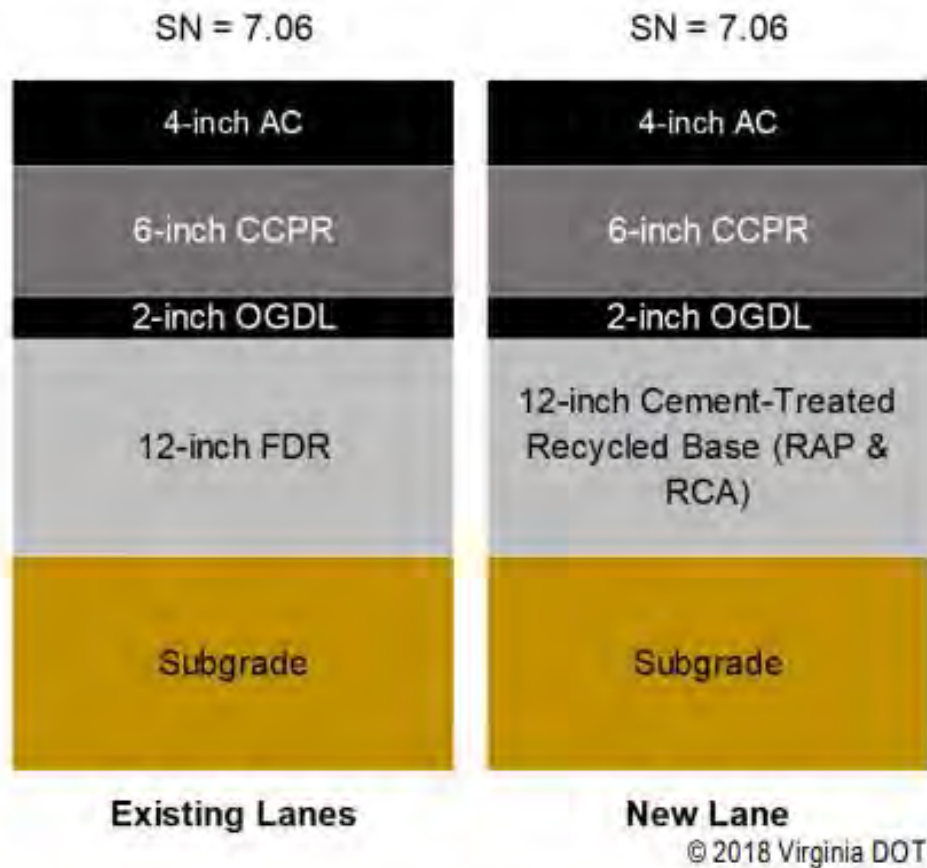 SN = 7.06
4-inch AC
6-inch CCPR
2-inch OGDL
12-inch FDR
Subgrade
Existing Lanes
SN = 7.06
4-inch AC
6-inch CCPR
2-inch OGDL
12-inch Cement-Treated
Recycled Base (RAP &
RCA)
Subgrade
New Lane
© 2018 Virginia DOT